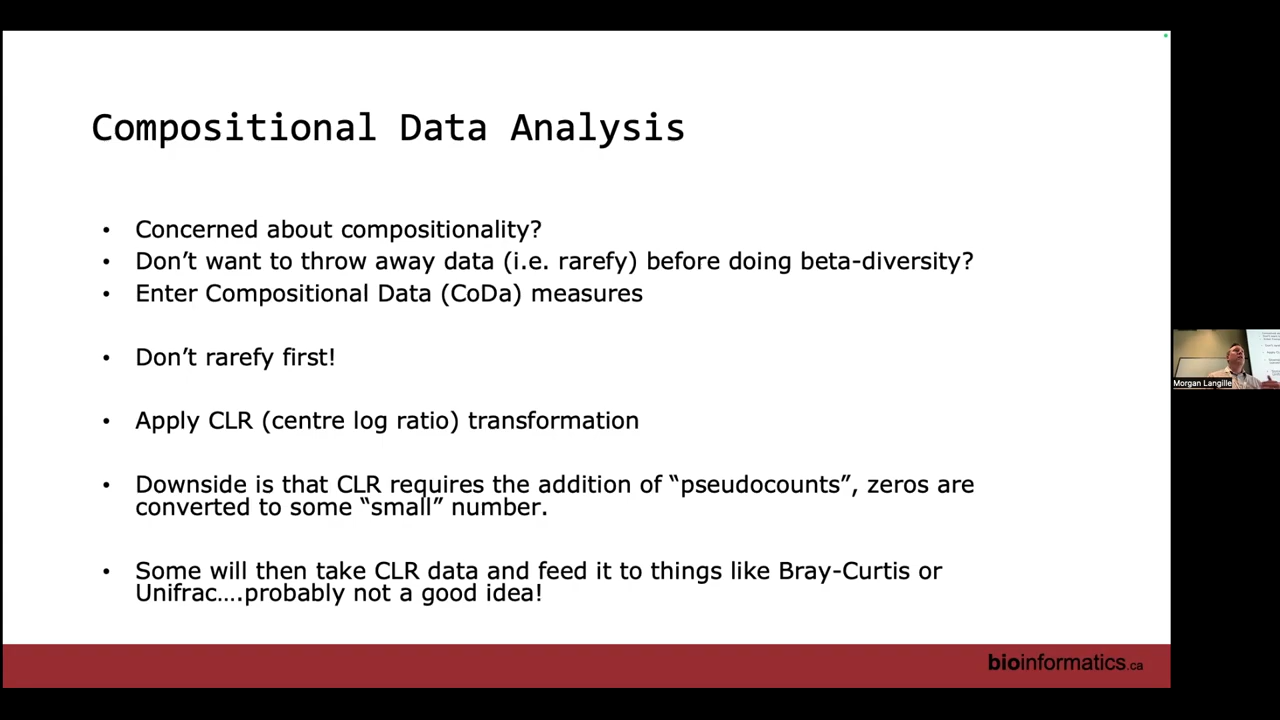 Compositional Data Analysis
• Concerned about compositionality?
• Don’t want to throw away data (i.e. rarefy) before doing beta-diversity?
• Enter Compositional Data (CoDa) measures
• Don’t rarefy first!
• Apply CLR (centre log ratio) transformation
• Downside is that CLR requires the addition of “pseudocounts”, zeros are
converted to some “small” number.
• Some will then take CLR data and feed it to things like Bray-Curtis or
Unifrac….probably not a good idea!
Morgan Langille
bioinformatics.ca